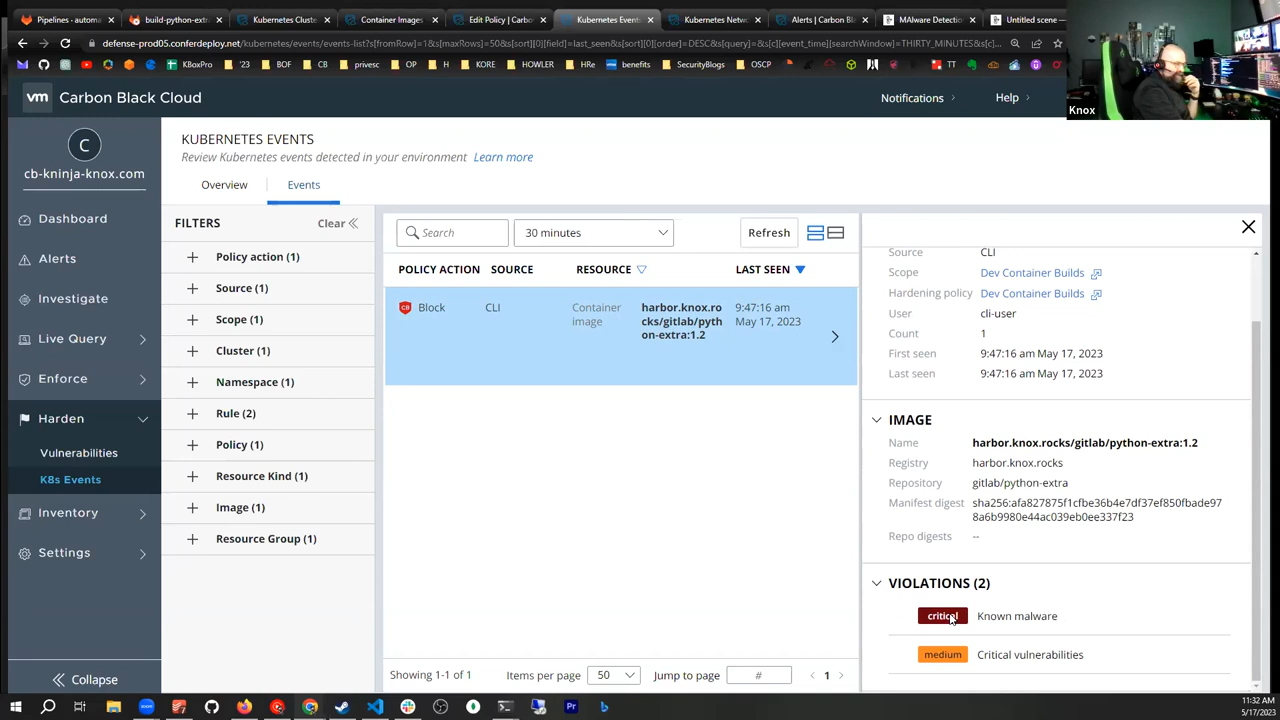 Pipelines · automa
build-python-extr
Kubernetes Cluste
Container Images
Edit Policy | Carbo
Kubernetes Even
Kubernetes Netw
Alerts | Carbon Bla
MAlware Detectio
Untitled scene —
defense-prod05.conferdeploy.net/kubernetes/events/events-list?s[fromRow]=1&s[maxRows]=50&s[sort][0][field]=last_seen&s[sort][0][order]=DESC&s[query]=&s[c][event_time][searchWindow]=THIRTY_MINUTES&s[c]...
KBoxPro
'23
BOF
CB
privesc
OP
H
KORE
HOWLER
HRe
benefits
SecurityBlogs
OSCP
TT
Knox
vm
Carbon Black Cloud
Notifications
Help
C
cb-kninja-knox.com
Dashboard
Alerts
Investigate
Live Query
Enforce
Harden
Vulnerabilities
K8s Events
Inventory
Settings
Collapse
KUBERNETES EVENTS
Review Kubernetes events detected in your environment Learn more
Overview
Events
FILTERS
Clear
Policy action (1)
Source (1)
Scope (1)
Cluster (1)
Namespace (1)
Rule (2)
Policy (1)
Resource Kind (1)
Image (1)
Resource Group (1)
Search
30 minutes
Refresh
POLICY ACTION
SOURCE
RESOURCE
LAST SEEN
CB
Block
CLI
Container
image
harbor.knox.ro
cks/gitlab/pyth
on-extra:1.2
9:47:16 am
May 17, 2023
Showing 1-1 of 1
Items per page
50
Jump to page
#
1
Source CLI
Scope Dev Container Builds
Hardening policy Dev Container Builds
User cli-user
Count 1
First seen 9:47:16 am May 17, 2023
Last seen 9:47:16 am May 17, 2023
IMAGE
Name harbor.knox.rocks/gitlab/python-extra:1.2
Registry harbor.knox.rocks
Repository gitlab/python-extra
Manifest digest sha256:afa827875f1cfbe36b4e7df37ef850fbade97
8a6b9980e44ac039eb0ee337f23
Repo digests --
VIOLATIONS (2)
critical Known malware
medium Critical vulnerabilities
Pr
11:32 AM
5/17/2023